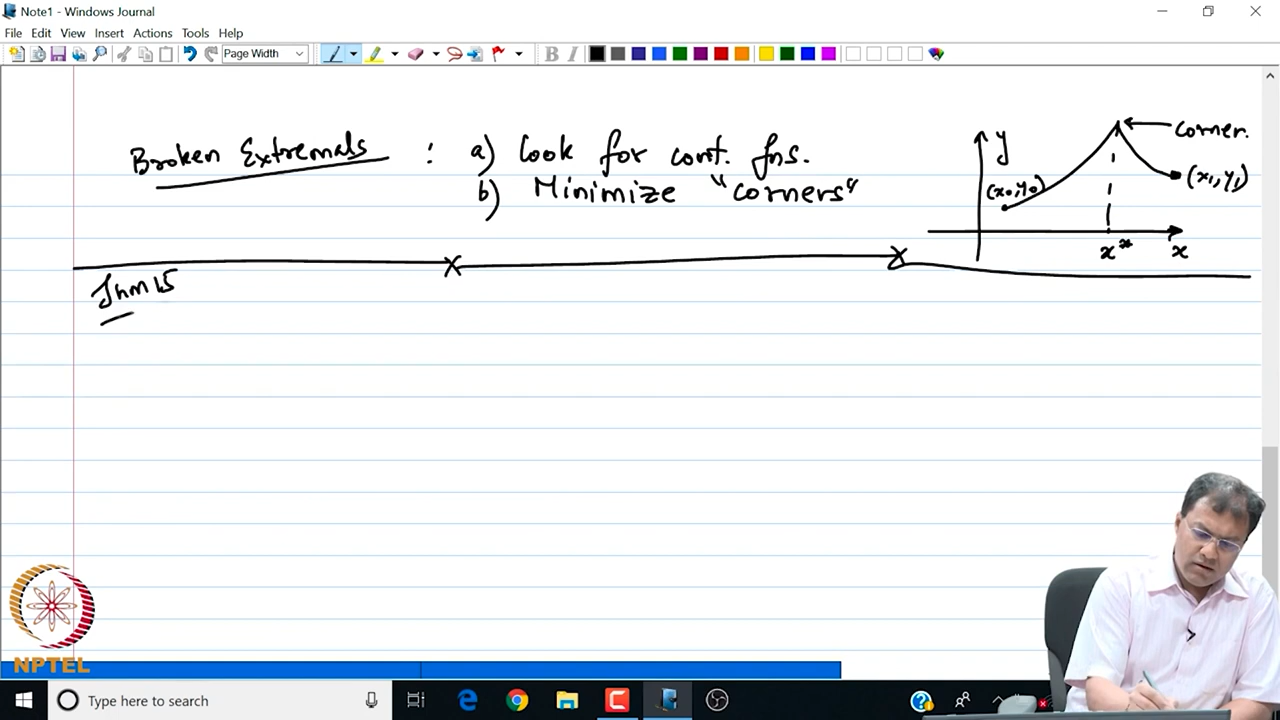 Note1 - Windows Journal
File Edit View Insert Actions Tools Help
Page Width
B I
Broken Extremals : a) Look for cont. fns.
b) Minimize "corners"
y
corner.
(x₀,y₀)
(x₁,y₁)
x* x
Thm 15
NPTEL
Type here to search